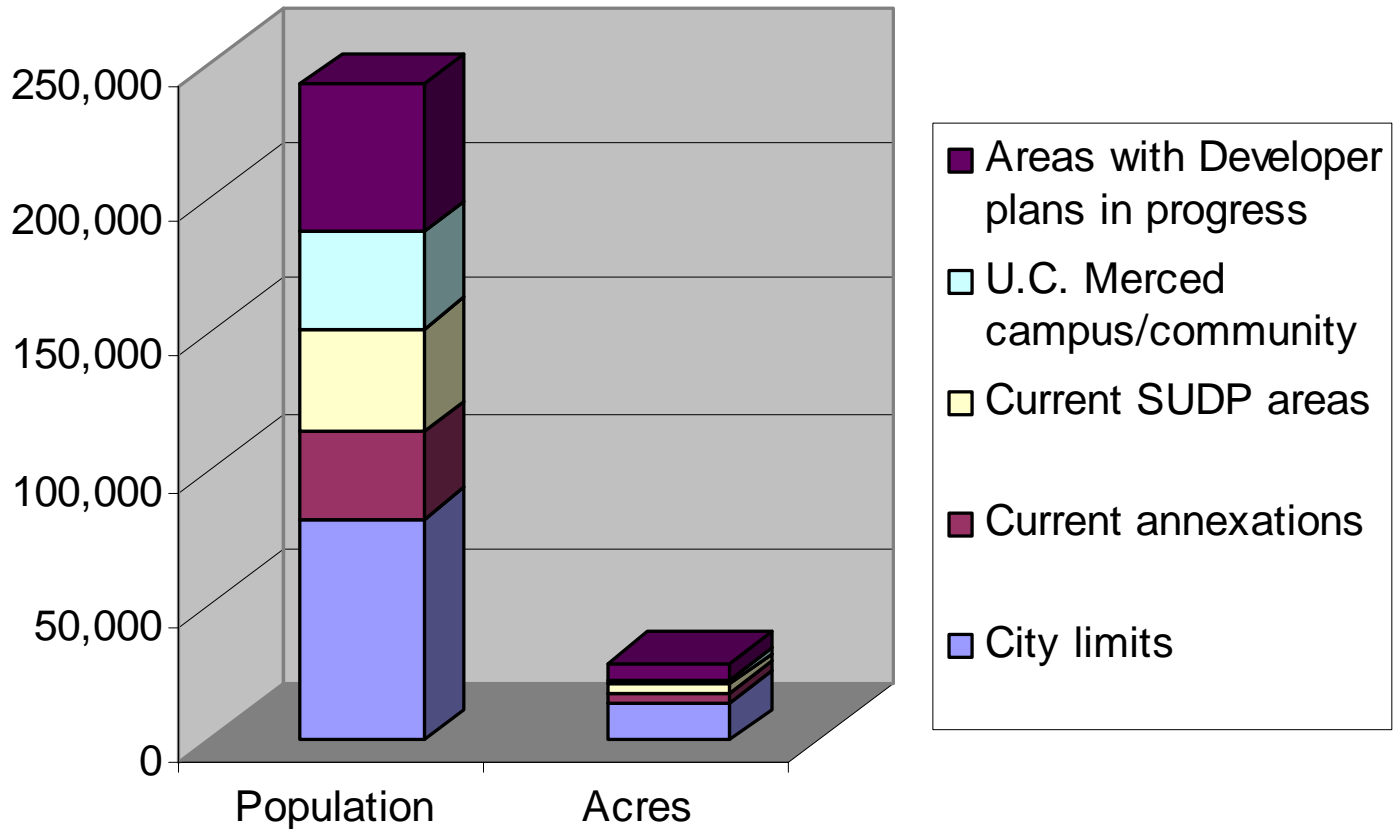 250,000
200,000
150,000
100,000
50,000
0
Population
Acres
Areas with Developer
plans in progress
U.C. Merced
campus/community
Current SUDP areas
Current annexations
City limits